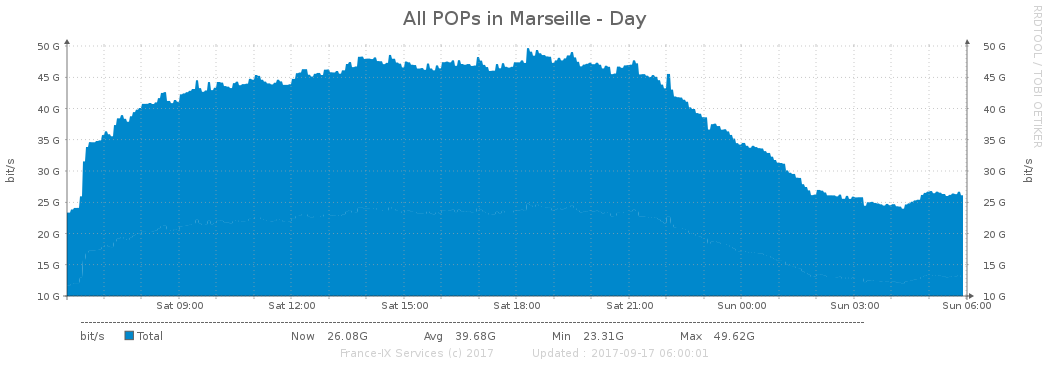 All POPs in Marseille - Day
RRDTOOL / TOBI OETIKER
50 G 50 G
45 G 45 G
40 G 40 G
35 G 35 G
30 G 30 G
25 G 25 G
20 G 20 G
15 G 15 G
10 G 10 G
bit/s bit/s
Sat 09:00 Sat 12:00 Sat 15:00 Sat 18:00 Sat 21:00 Sun 00:00 Sun 03:00 Sun 06:00
bit/s Total Now 26.08G Avg 39.68G Min 23.31G Max 49.62G
France-IX Services (c) 2017 Updated : 2017-09-17 06:00:01